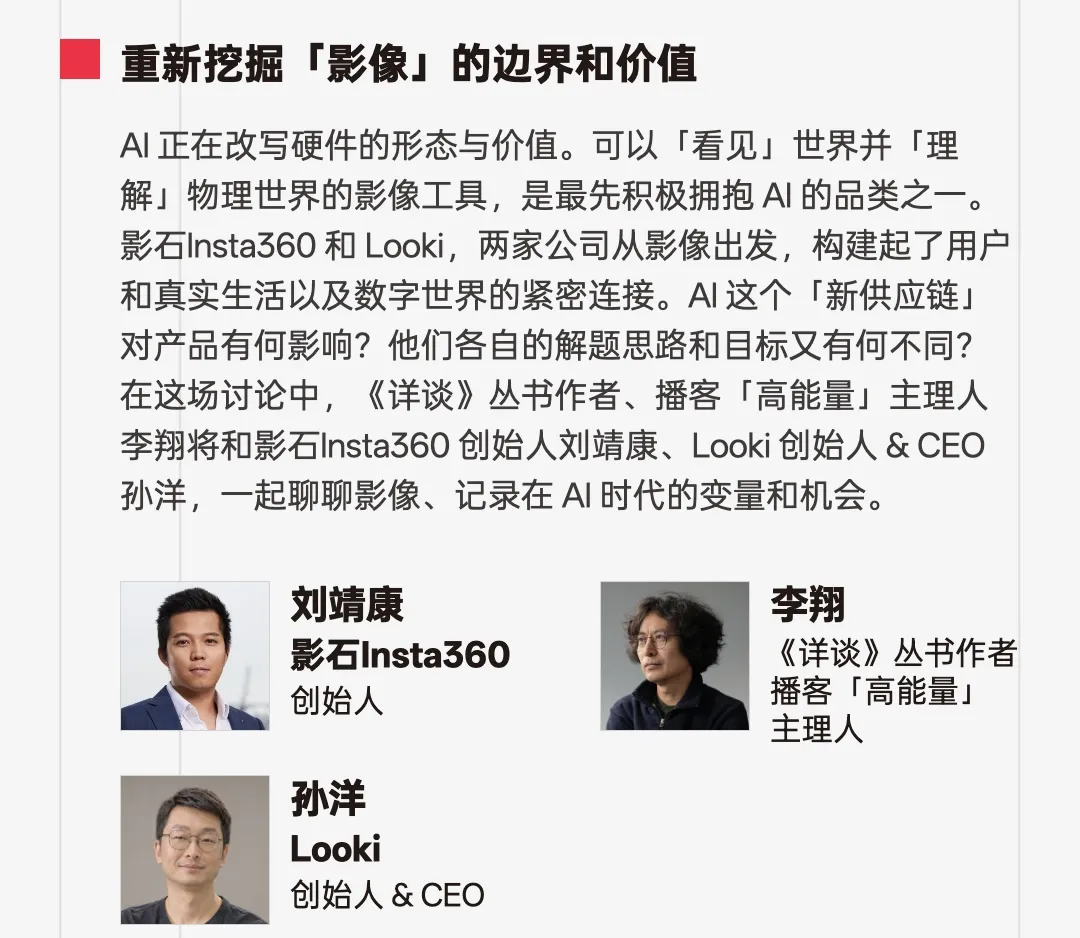 重新挖掘「影像」的边界和价值
AI 正在改写硬件的形态与价值。可以「看见」世界并「理
解」物理世界的影像工具，是最先积极拥抱 AI 的品类之一。
影石Insta360 和 Looki，两家公司从影像出发，构建起了用户
和真实生活以及数字世界的紧密连接。AI 这个「新供应链」
对产品有何影响？他们各自的解题思路和目标又有何不同？
在这场讨论中，《详谈》丛书作者、播客「高能量」主理人
李翔将和影石Insta360 创始人刘靖康、Looki 创始人 & CEO
孙洋，一起聊聊影像、记录在 AI 时代的变量和机会。
刘靖康
影石Insta360
创始人
李翔
《详谈》丛书作者
播客「高能量」
主理人
孙洋
Looki
创始人 & CEO